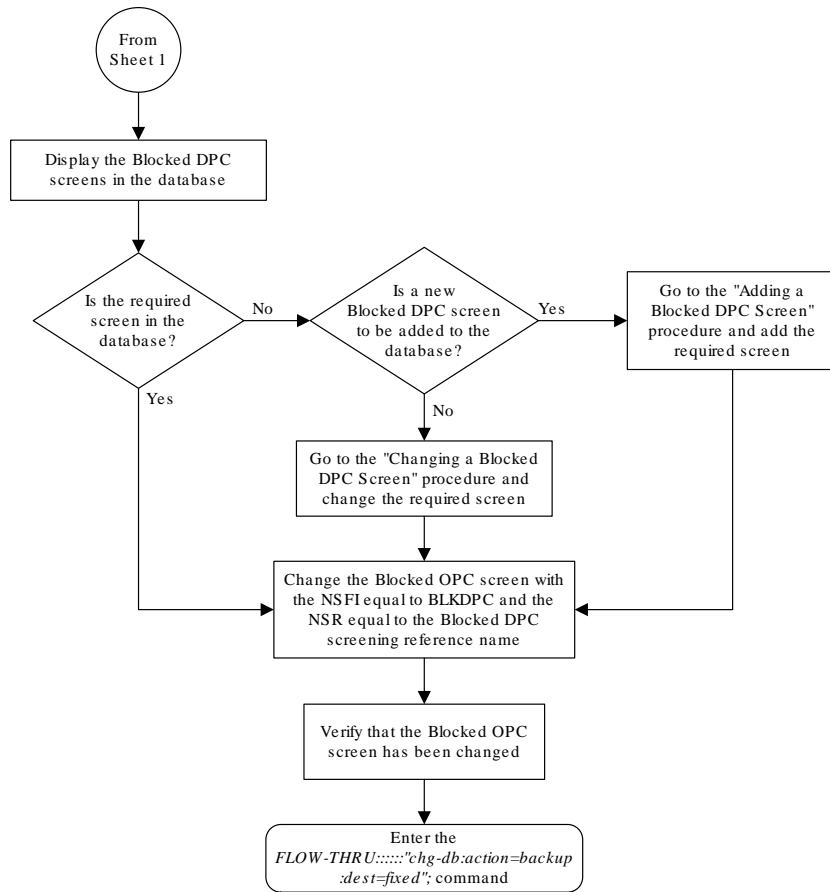 From
Sheet 1
Display the Blocked DPC
screens in the database
Is the required
screen in the
database?
No
Is a new
Blocked DPC screen
to be added to the
database?
Yes
Go to the "Adding a
Blocked DPC Screen"
procedure and add the
required screen
Yes
No
Go to the "Changing a Blocked
DPC Screen" procedure and
change the required screen
Change the Blocked OPC screen with
the NSFI equal to BLKDPC and the
NSR equal to the Blocked DPC
screening reference name
Verify that the Blocked OPC
screen has been changed
Enter the
FLOW-THRU::::::"chg-db:action=backup
:dest=fixed"; command